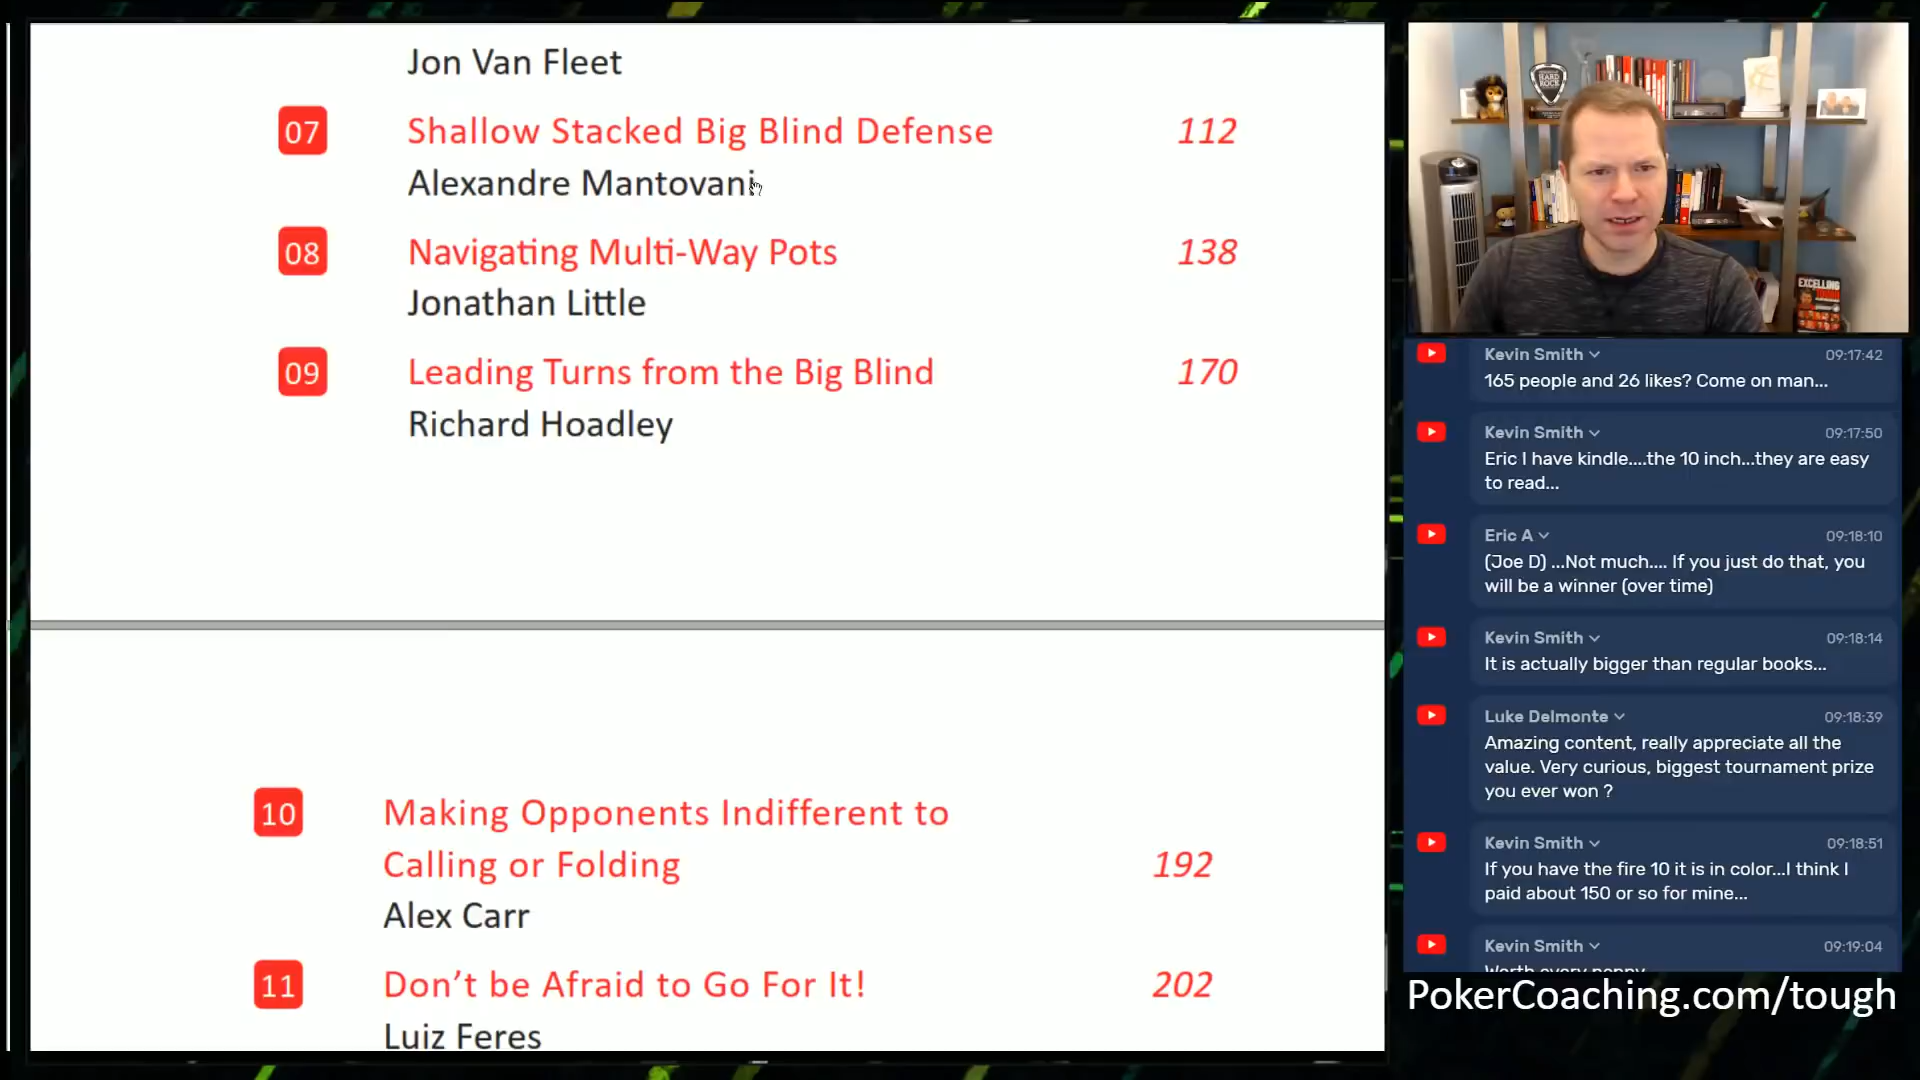 Jon Van Fleet
07 Shallow Stacked Big Blind Defense 112
Alexandre Mantovani
08 Navigating Multi-Way Pots 138
Jonathan Little
09 Leading Turns from the Big Blind 170
Richard Hoadley
10 Making Opponents Indifferent to
Calling or Folding 192
Alex Carr
11 Don’t be Afraid to Go For It! 202
Luiz Feres
HARD ROCK
EXCELLING
Kevin Smith 09:17:42
165 people and 26 likes? Come on man...
Kevin Smith 09:17:50
Eric I have kindle....the 10 inch...they are easy
to read...
Eric A 09:18:10
(Joe D) ...Not much.... If you just do that, you
will be a winner (over time)
Kevin Smith 09:18:14
It is actually bigger than regular books...
Luke Delmonte 09:18:39
Amazing content, really appreciate all the
value. Very curious, biggest tournament prize
you ever won ?
Kevin Smith 09:18:51
If you have the fire 10 it is in color...I think I
paid about 150 or so for mine...
Kevin Smith 09:19:04
Worth every penny
PokerCoaching.com/tough